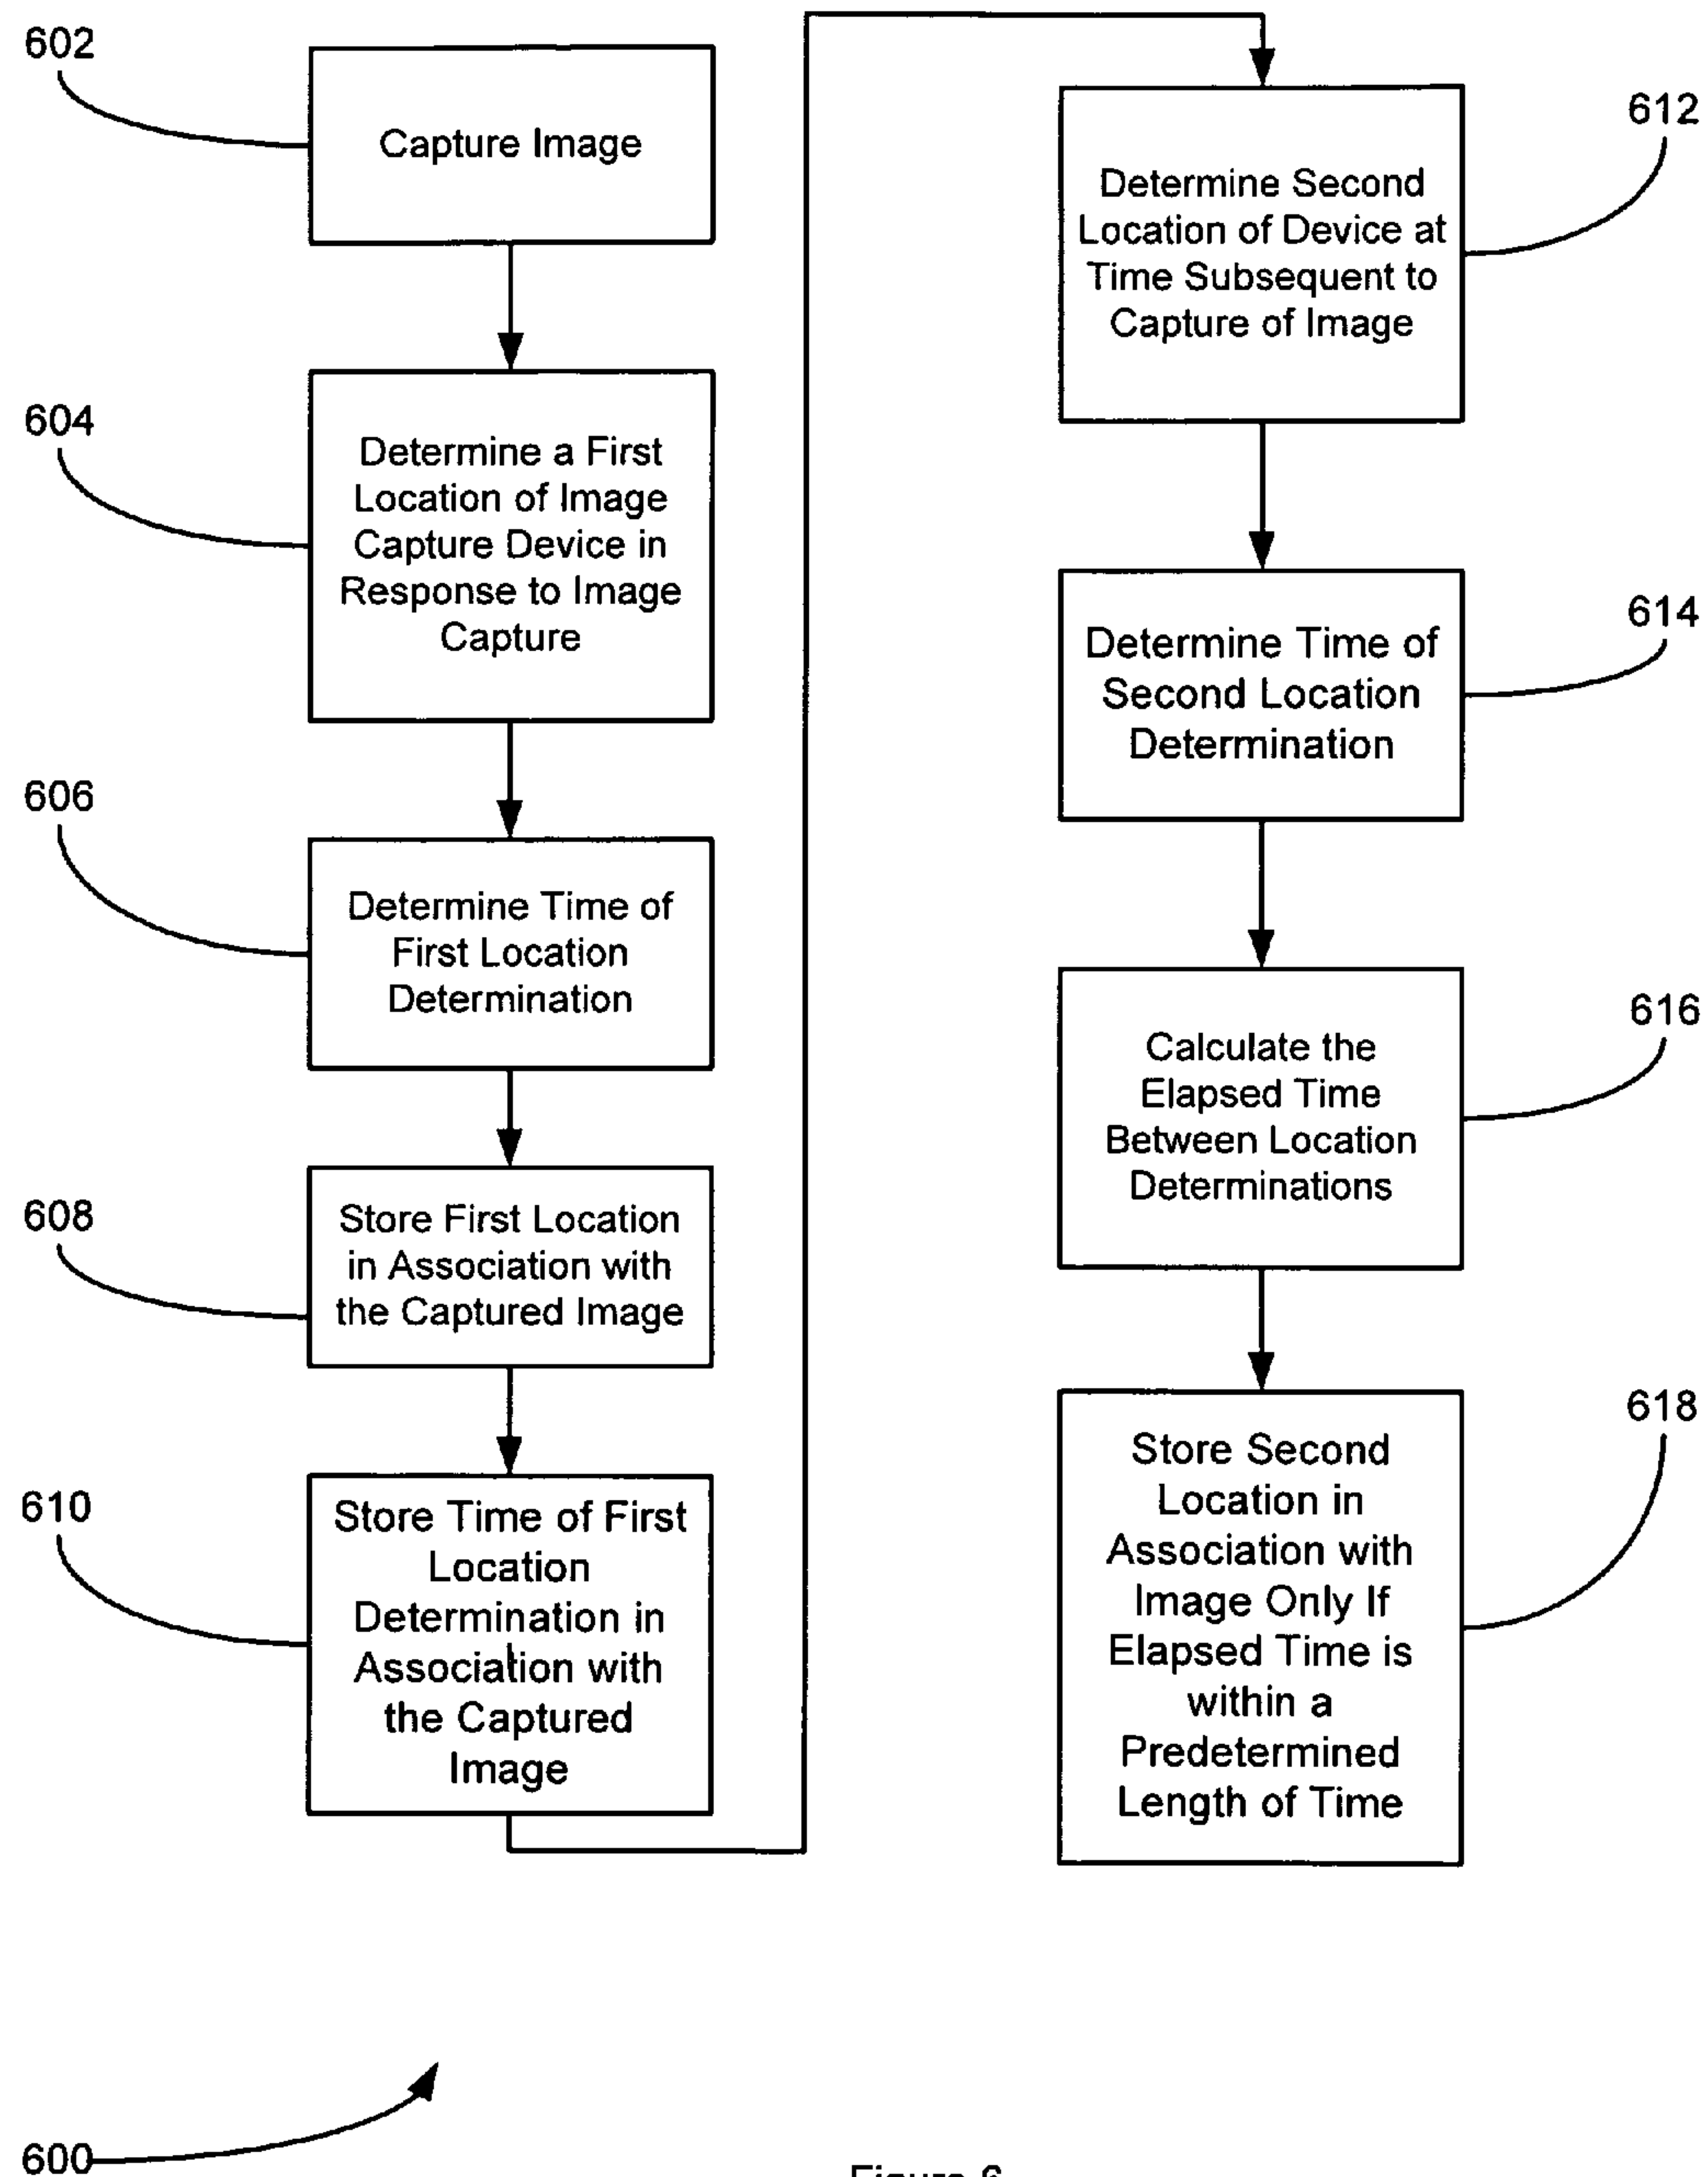 602
Capture Image
604
Determine a First
Location of Image
Capture Device in
Response to Image
Capture
606
Determine Time of
First Location
Determination
608
Store First Location
in Association with
the Captured Image
610
Store Time of First
Location
Determination in
Association with
the Captured
Image
612
Determine Second
Location of Device at
Time Subsequent to
Capture of Image
614
Determine Time of
Second Location
Determination
616
Calculate the
Elapsed Time
Between Location
Determinations
618
Store Second
Location in
Association with
Image Only If
Elapsed Time is
within a
Predetermined
Length of Time
600
Figure 6